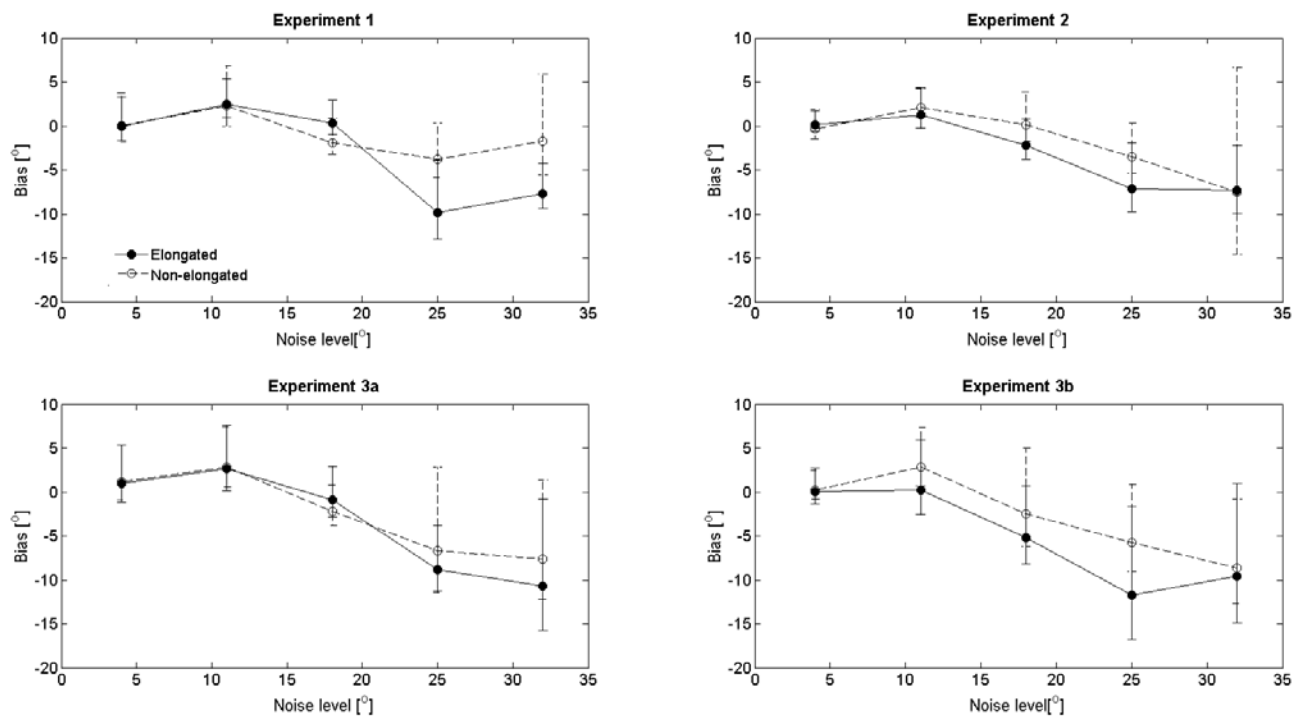 Experiment 1
10
5
0
-5
-10
-15
-20
Bias [°]
Elongated
Non-elongated
0 5 10 15 20 25 30 35
Noise level[°]
Experiment 2
10
5
0
-5
-10
-15
-20
Bias [°]
0 5 10 15 20 25 30 35
Noise level [°]
Experiment 3a
10
5
0
-5
-10
-15
-20
Bias [°]
0 5 10 15 20 25 30 35
Noise level [°]
Experiment 3b
10
5
0
-5
-10
-15
-20
Bias [°]
0 5 10 15 20 25 30 35
Noise level[°]